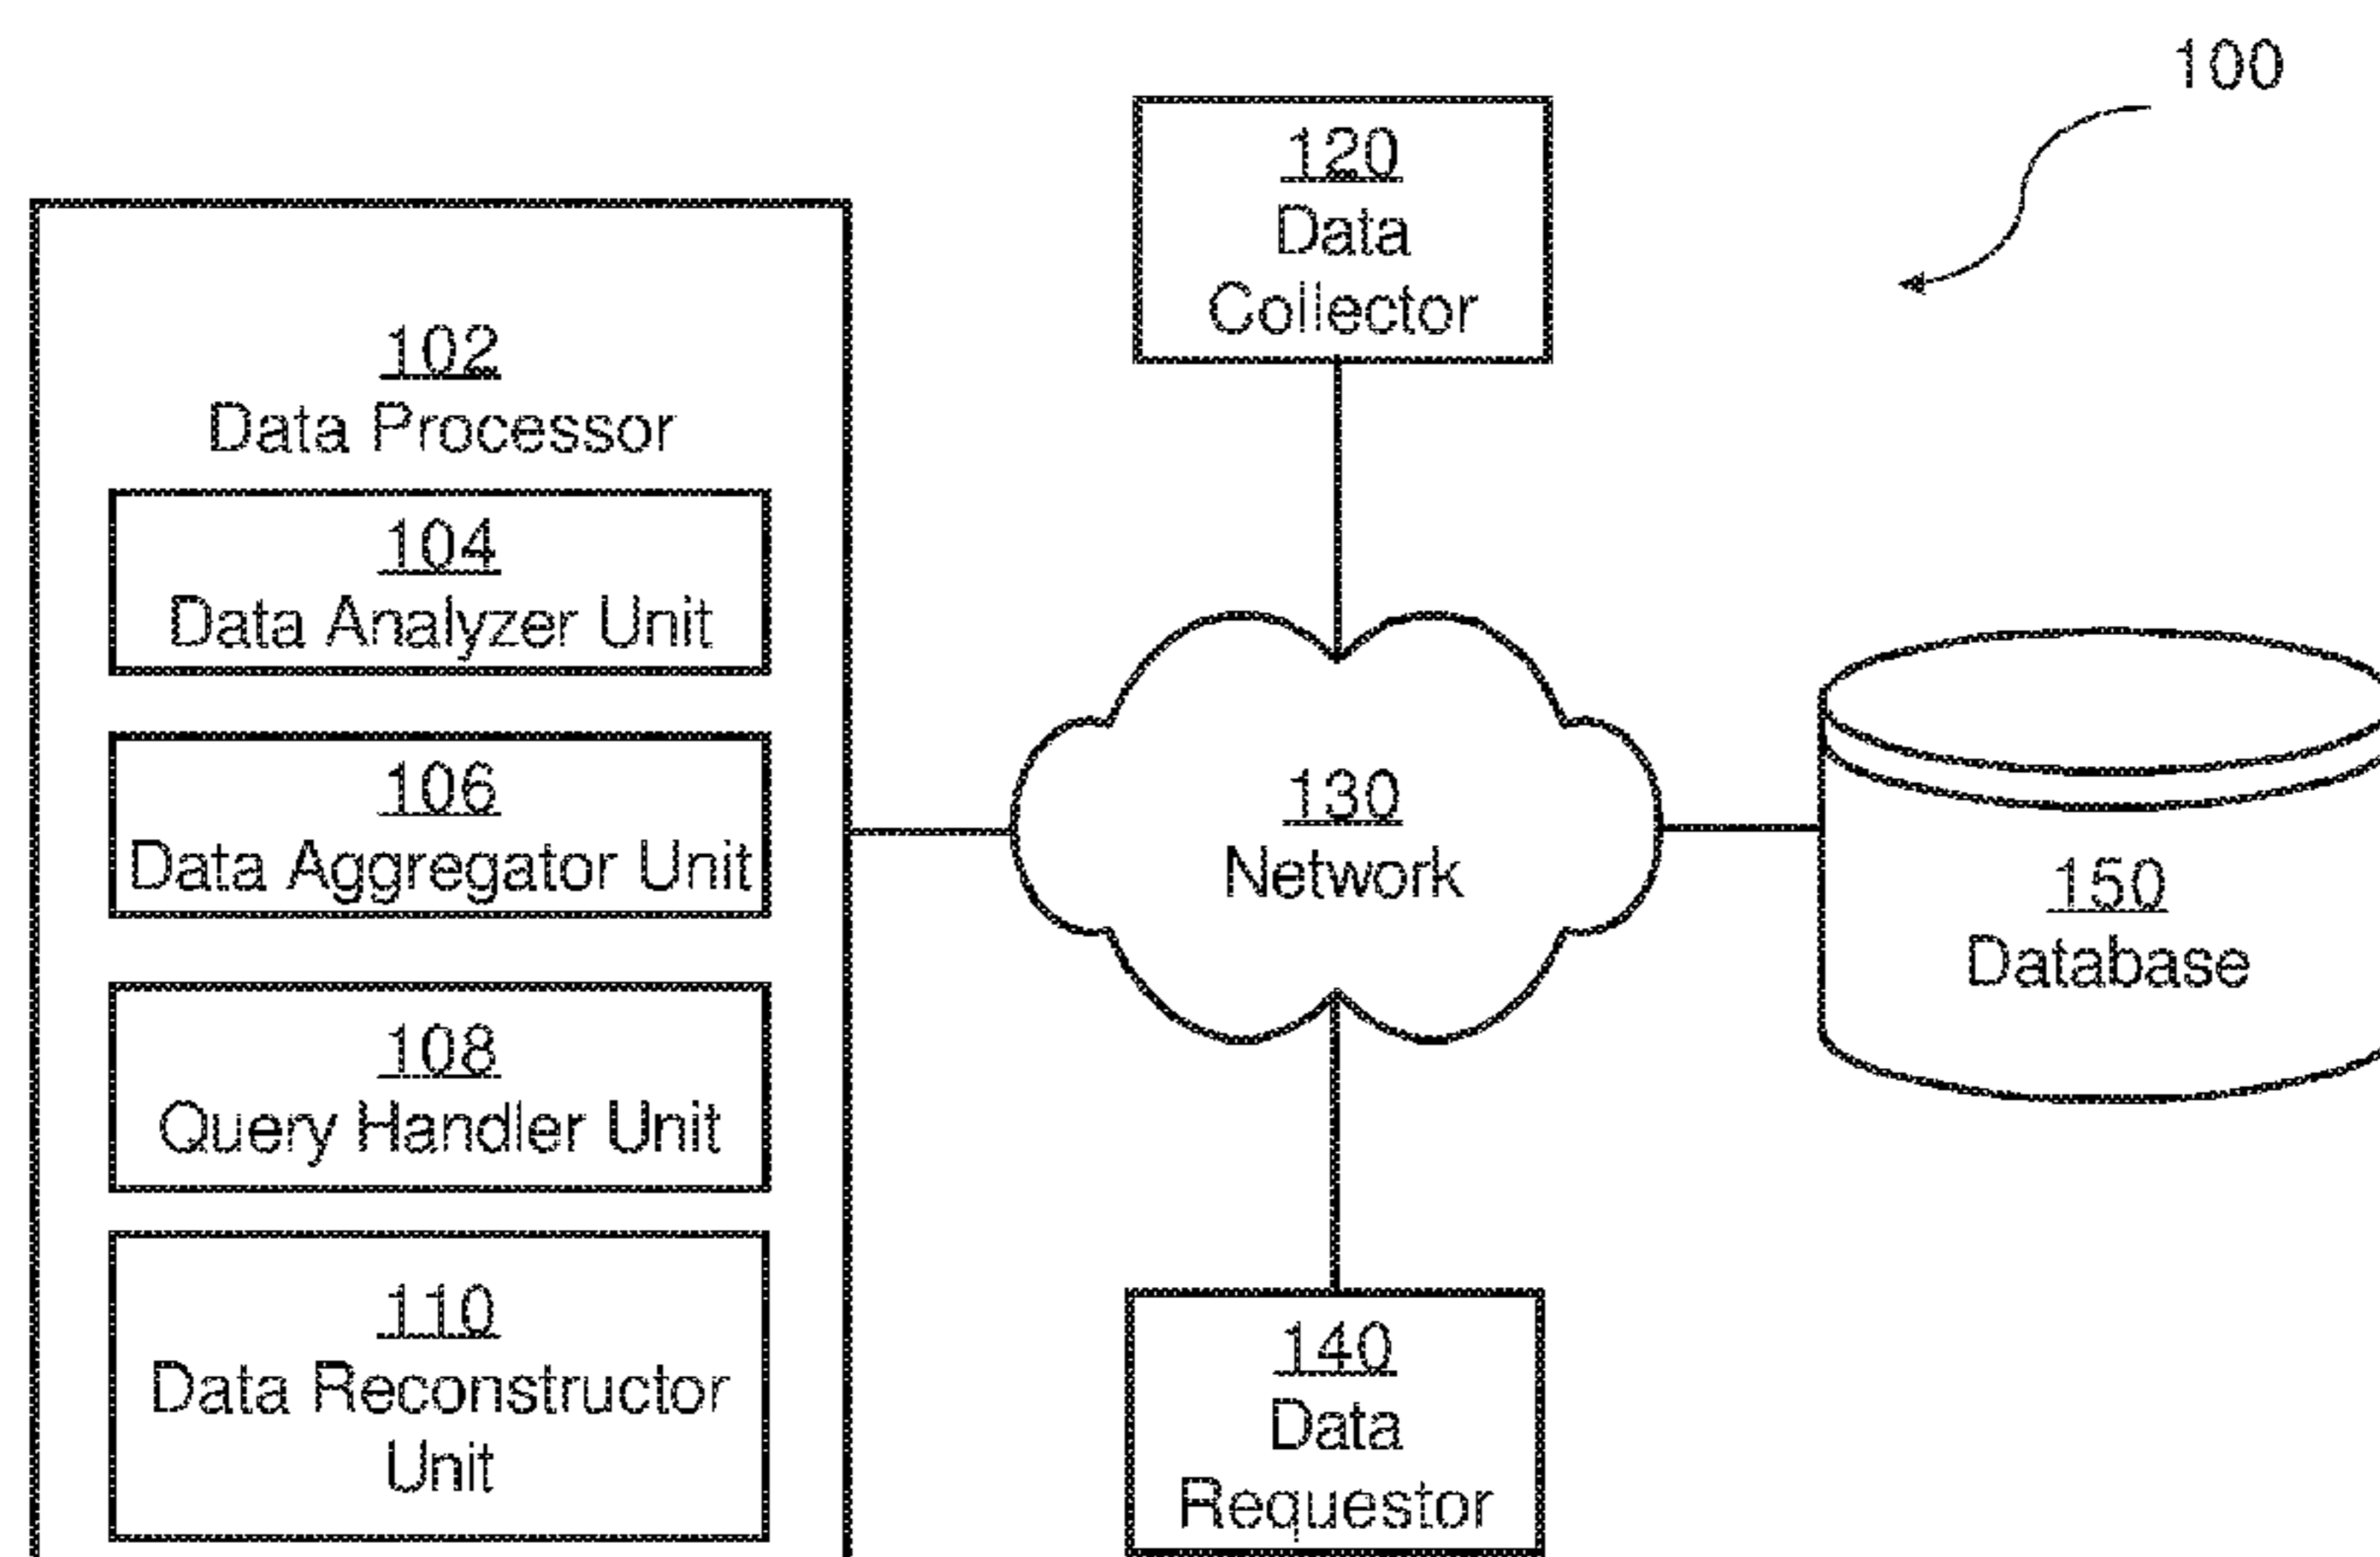 100
120
Data
Collector
102
Data Processor
104
Data Analyzer Unit
106
Data Aggregator Unit
108
Query Handler Unit
110
Data Reconstructor
Unit
130
Network
150
Database
140
Data
Requestor